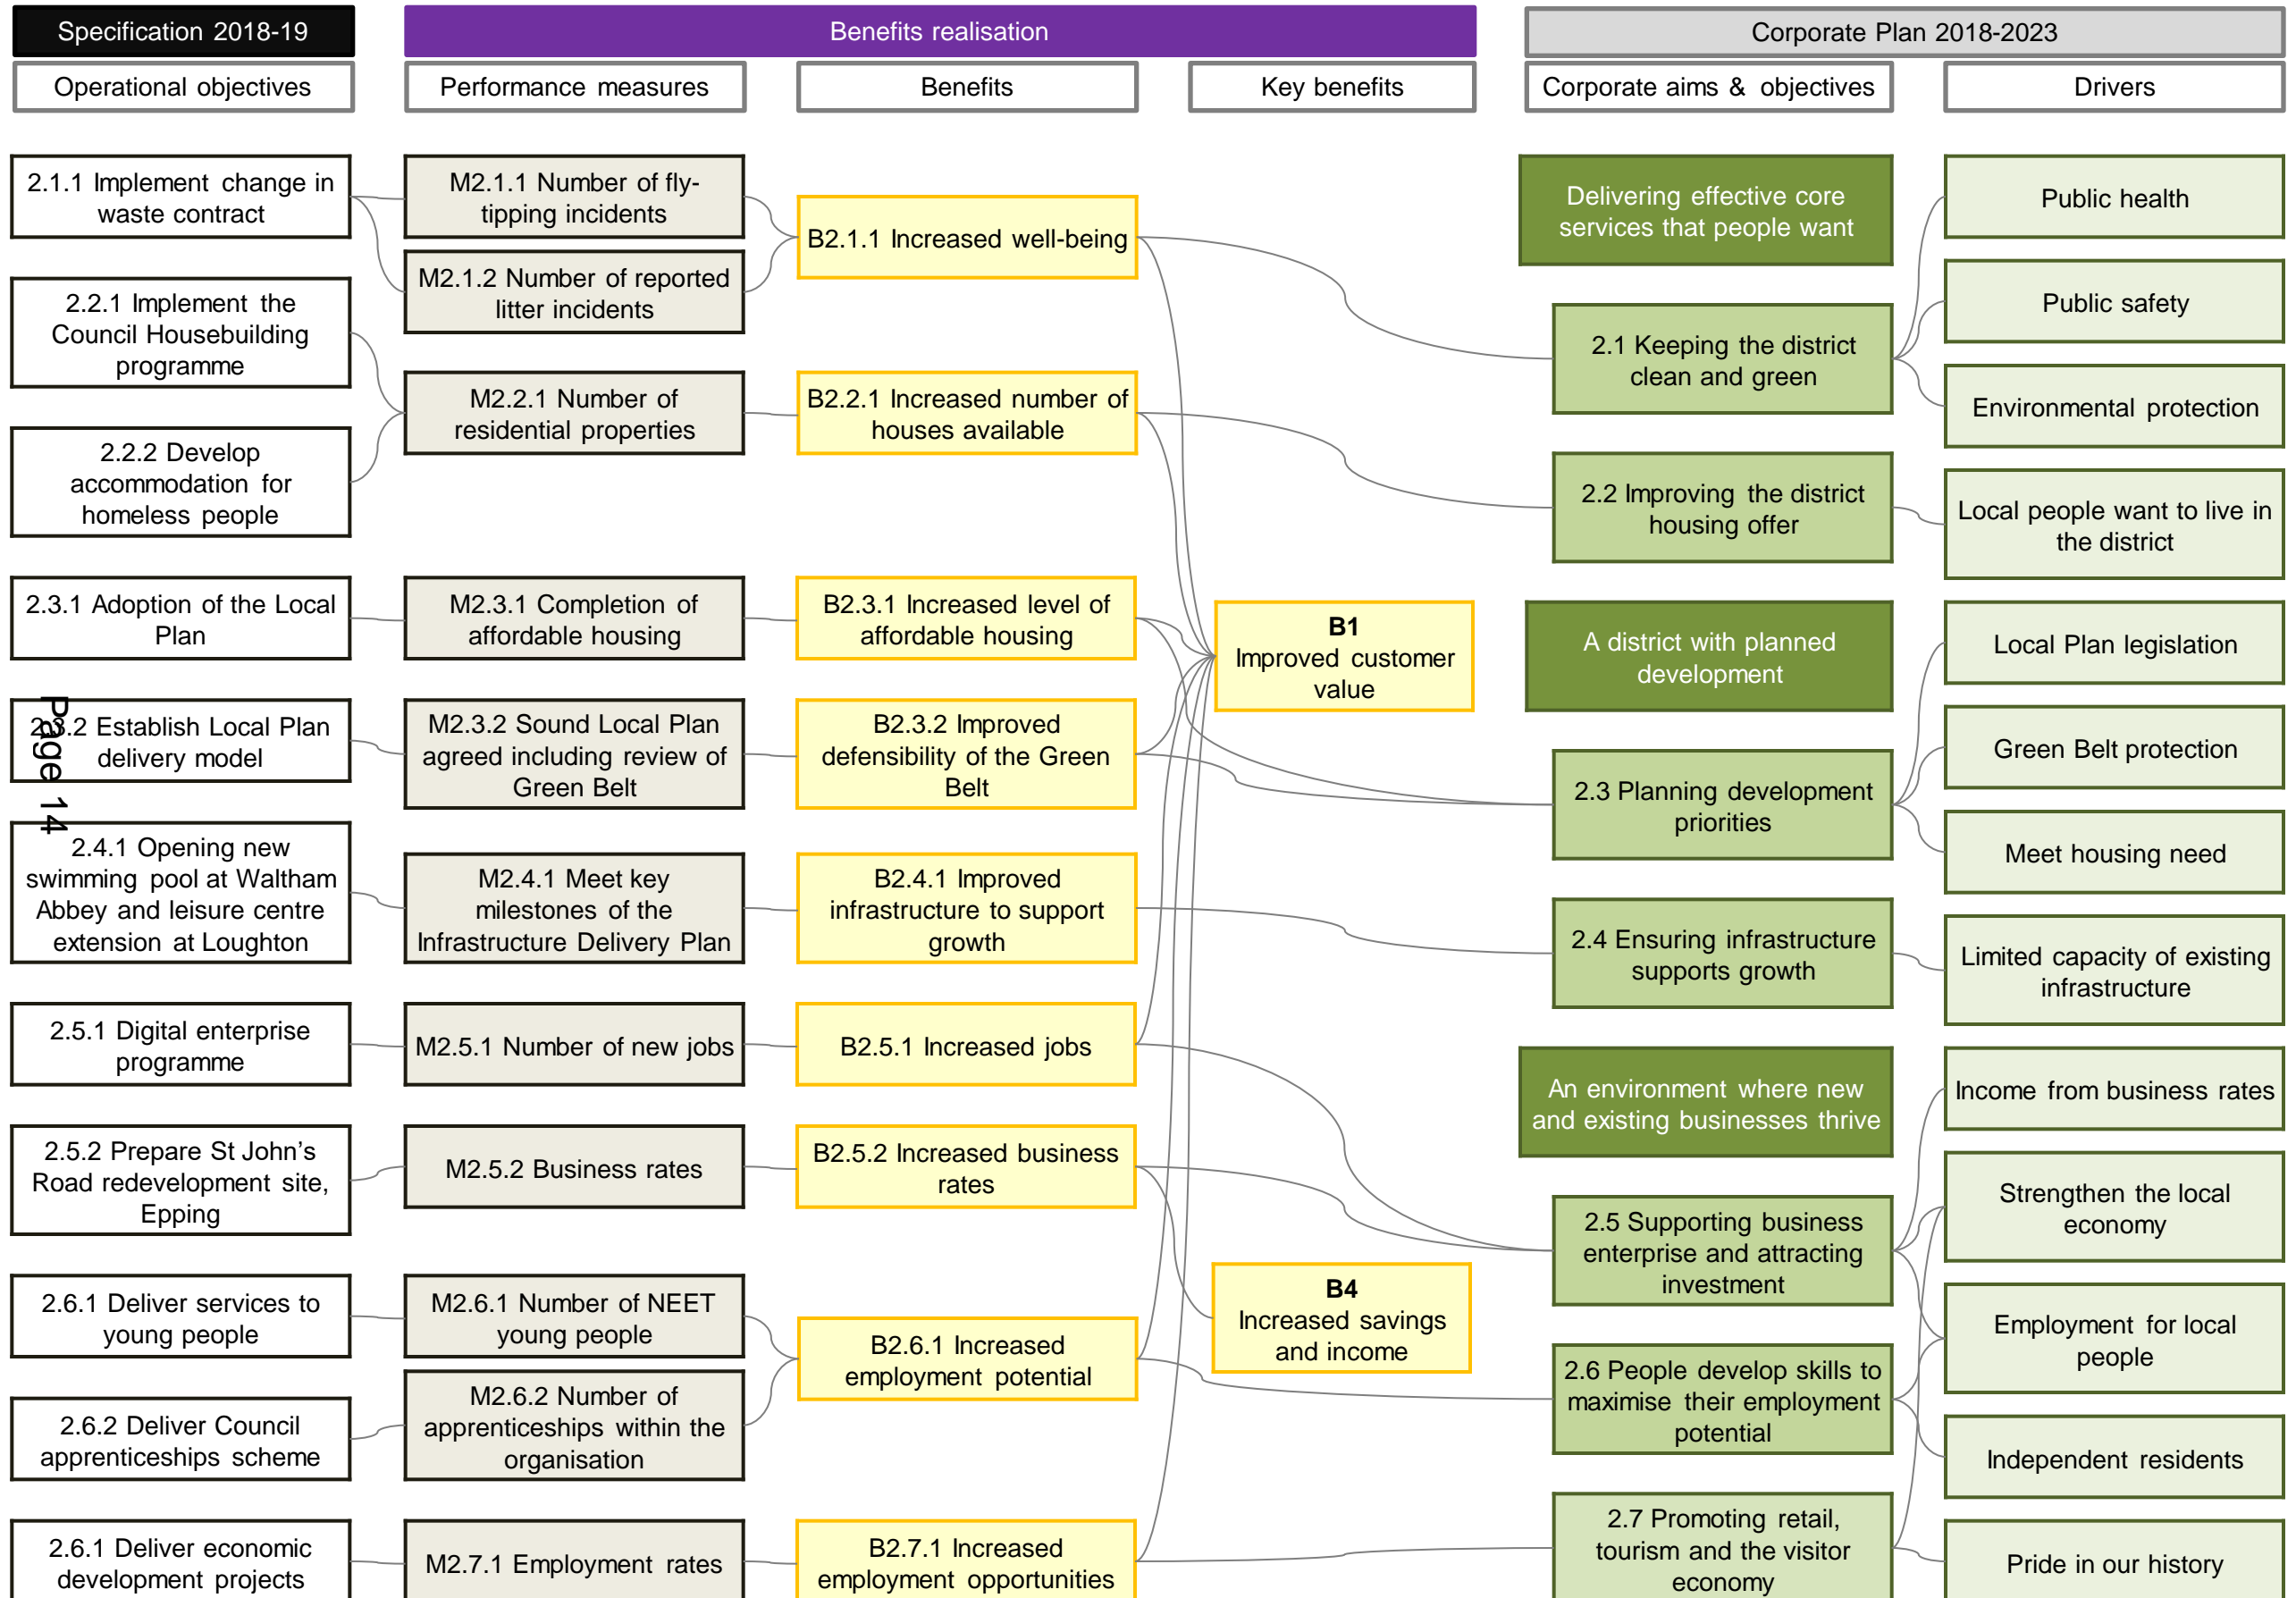 Specification 2018-19
Benefits realisation
Corporate Plan 2018-2023
Operational objectives
Performance measures
Benefits
Key benefits
Corporate aims & objectives
Drivers
2.1.1 Implement change in
waste contract
2.2.1 Implement the
Council Housebuilding
programme
2.2.2 Develop
accommodation for
homeless people
2.3.1 Adoption of the Local
Plan
2.3.2 Establish Local Plan
delivery model
2.4.1 Opening new
swimming pool at Waltham
Abbey and leisure centre
extension at Loughton
2.5.1 Digital enterprise
programme
2.5.2 Prepare St John’s
Road redevelopment site,
Epping
2.6.1 Deliver services to
young people
2.6.2 Deliver Council
apprenticeships scheme
2.6.1 Deliver economic
development projects
Page 14
M2.1.1 Number of fly-
tipping incidents
M2.1.2 Number of reported
litter incidents
M2.2.1 Number of
residential properties
M2.3.1 Completion of
affordable housing
M2.3.2 Sound Local Plan
agreed including review of
Green Belt
M2.4.1 Meet key
milestones of the
Infrastructure Delivery Plan
M2.5.1 Number of new jobs
M2.5.2 Business rates
M2.6.1 Number of NEET
young people
M2.6.2 Number of
apprenticeships within the
organisation
M2.7.1 Employment rates
B2.1.1 Increased well-being
B2.2.1 Increased number of
houses available
B2.3.1 Increased level of
affordable housing
B2.3.2 Improved
defensibility of the Green
Belt
B2.4.1 Improved
infrastructure to support
growth
B2.5.1 Increased jobs
B2.5.2 Increased business
rates
B2.6.1 Increased
employment potential
B2.7.1 Increased
employment opportunities
B1
Improved customer
value
B4
Increased savings
and income
Delivering effective core
services that people want
2.1 Keeping the district
clean and green
2.2 Improving the district
housing offer
A district with planned
development
2.3 Planning development
priorities
2.4 Ensuring infrastructure
supports growth
An environment where new
and existing businesses thrive
2.5 Supporting business
enterprise and attracting
investment
2.6 People develop skills to
maximise their employment
potential
2.7 Promoting retail,
tourism and the visitor
economy
Public health
Public safety
Environmental protection
Local people want to live in
the district
Local Plan legislation
Green Belt protection
Meet housing need
Limited capacity of existing
infrastructure
Income from business rates
Strengthen the local
economy
Employment for local
people
Independent residents
Pride in our history